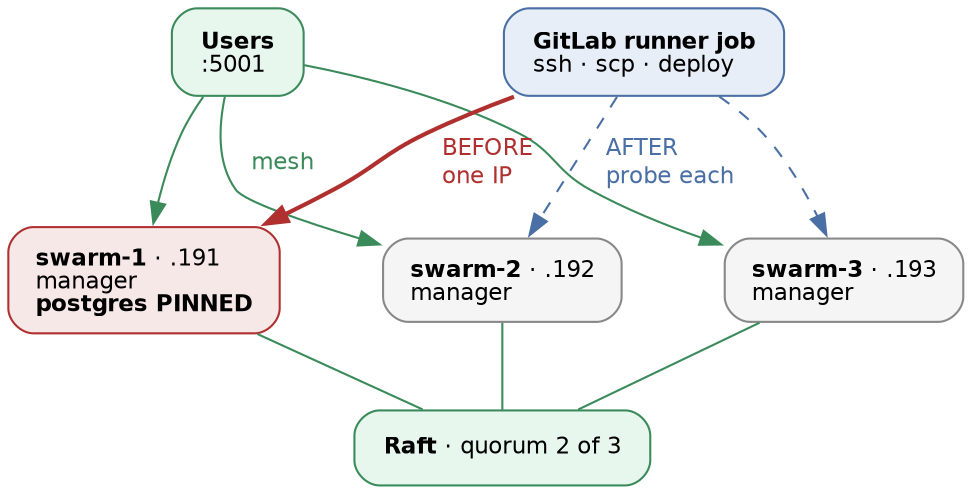 Users
:5001
GitLab runner job
ssh · scp · deploy
mesh
BEFORE
one IP
AFTER
probe each
swarm-1 · .191
manager
postgres PINNED
swarm-2 · .192
manager
swarm-3 · .193
manager
Raft · quorum 2 of 3